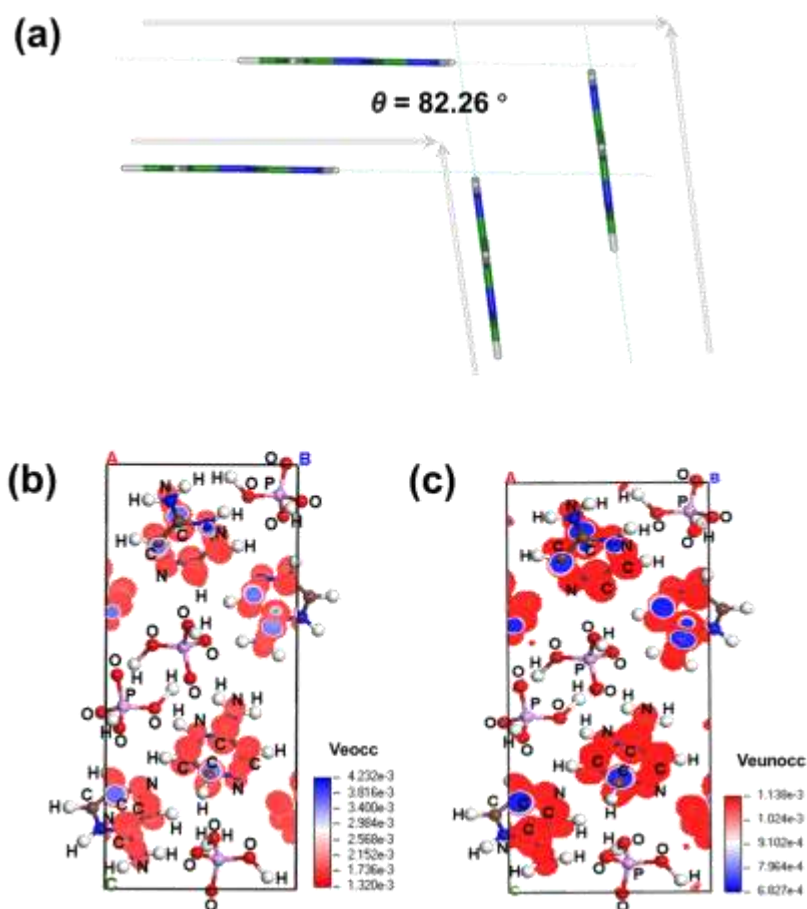 (a)
θ = 82.26 °
(b)
A
B
O
N
H
P
H
H
O
O
O
H
H
C
N
H
C
H
N
H
H
N
H
O
O
H
O
H
O
H
H
P
O
O
H
N
H
N
C
H
C
C
H
C
N
H
C
C
N
H
N
H
H
N
H
O
O
O
H
O
C
Veocc
4.232e-3
3.816e-3
3.400e-3
2.984e-3
2.568e-3
2.152e-3
1.736e-3
1.320e-3
(c)
A
B
O
N
H
H
H
P
O
O
O
H
H
C
C
N
H
C
N
C
H
N
H
O
H
O
H
P
O
O
H
H
O
P
O
H
N
H
N
C
H
C
C
H
N
H
C
C
N
H
N
C
H
H
O
O
P
O
H
O
C
Veunocc
1.138e-3
1.024e-3
9.102e-4
7.964e-4
6.827e-4